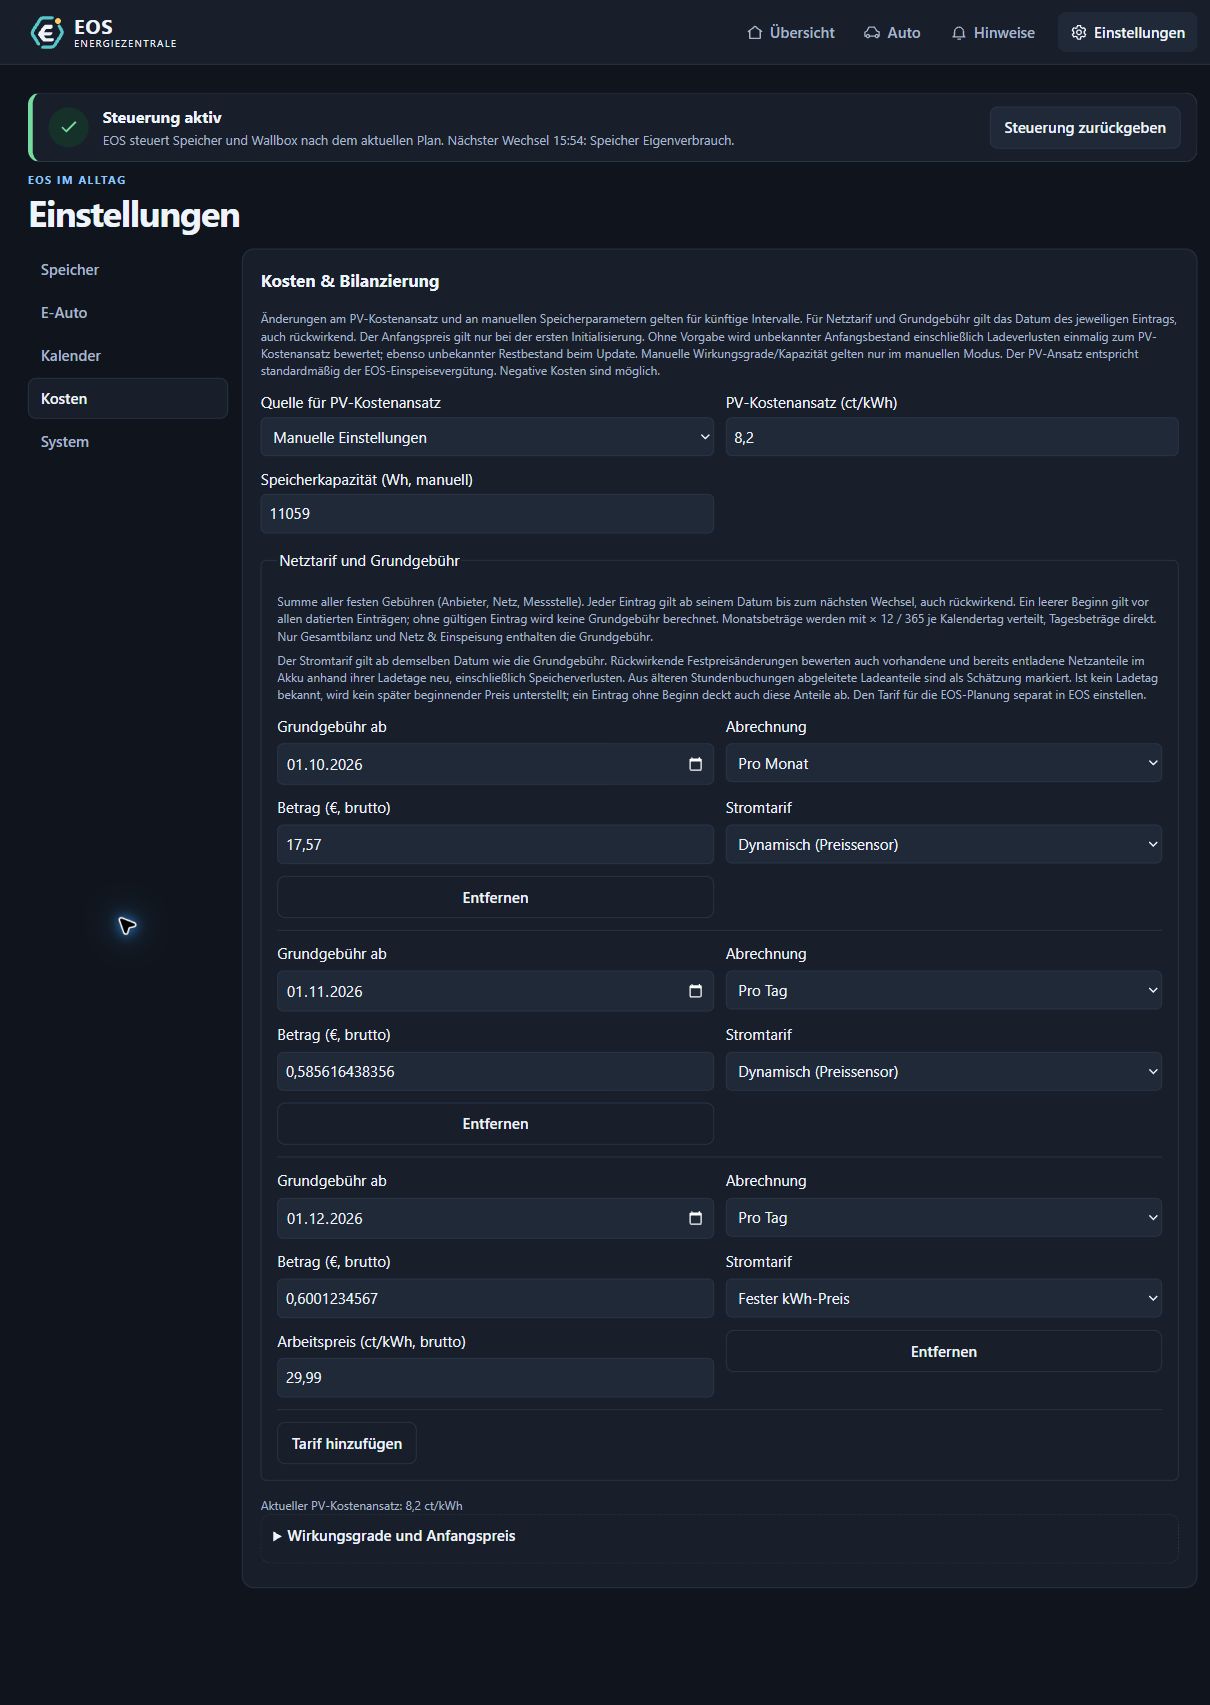 EOS
ENERGIEZENTRALE
Übersicht
Auto
Hinweise
Einstellungen
Steuerung aktiv
EOS steuert Speicher und Wallbox nach dem aktuellen Plan. Nächster Wechsel 15:54: Speicher Eigenverbrauch.
Steuerung zurückgeben
EOS IM ALLTAG
Einstellungen
Speicher
E-Auto
Kalender
Kosten
System
Kosten & Bilanzierung
Änderungen am PV-Kostenansatz und an manuellen Speicherparametern gelten für künftige Intervalle. Für Netztarif und Grundgebühr gilt das Datum des jeweiligen Eintrags,
auch rückwirkend. Der Anfangspreis gilt nur bei der ersten Initialisierung. Ohne Vorgabe wird unbekannter Anfangsbestand einschließlich Ladeverlusten einmalig zum PV-
Kostenansatz bewertet; ebenso unbekannter Restbestand beim Update. Manuelle Wirkungsgrade/Kapazität gelten nur im manuellen Modus. Der PV-Ansatz entspricht
standardmäßig der EOS-Einspeisevergütung. Negative Kosten sind möglich.
Quelle für PV-Kostenansatz
PV-Kostenansatz (ct/kWh)
Manuelle Einstellungen
8,2
Speicherkapazität (Wh, manuell)
11059
Netztarif und Grundgebühr
Summe aller festen Gebühren (Anbieter, Netz, Messstelle). Jeder Eintrag gilt ab seinem Datum bis zum nächsten Wechsel, auch rückwirkend. Ein leerer Beginn gilt vor
allen datierten Einträgen; ohne gültigen Eintrag wird keine Grundgebühr berechnet. Monatsbeträge werden mit × 12 / 365 je Kalendertag verteilt, Tagesbeträge direkt.
Nur Gesamtbilanz und Netz & Einspeisung enthalten die Grundgebühr.
Der Stromtarif gilt ab demselben Datum wie die Grundgebühr. Rückwirkende Festpreisänderungen bewerten auch vorhandene und bereits entladene Netzanteile im
Akku anhand ihrer Ladetage neu, einschließlich Speicherverlusten. Aus älteren Stundenbuchungen abgeleitete Ladeanteile sind als Schätzung markiert. Ist kein Ladetag
bekannt, wird kein später beginnender Preis unterstellt; ein Eintrag ohne Beginn deckt auch diese Anteile ab. Den Tarif für die EOS-Planung separat in EOS einstellen.
Grundgebühr ab
Abrechnung
01.10.2026
Pro Monat
Betrag (€, brutto)
Stromtarif
17,57
Dynamisch (Preissensor)
Entfernen
Grundgebühr ab
Abrechnung
01.11.2026
Pro Tag
Betrag (€, brutto)
Stromtarif
0,585616438356
Dynamisch (Preissensor)
Entfernen
Grundgebühr ab
Abrechnung
01.12.2026
Pro Tag
Betrag (€, brutto)
Stromtarif
0,6001234567
Fester kWh-Preis
Arbeitspreis (ct/kWh, brutto)
Entfernen
29,99
Tarif hinzufügen
Aktueller PV-Kostenansatz: 8,2 ct/kWh
Wirkungsgrade und Anfangspreis